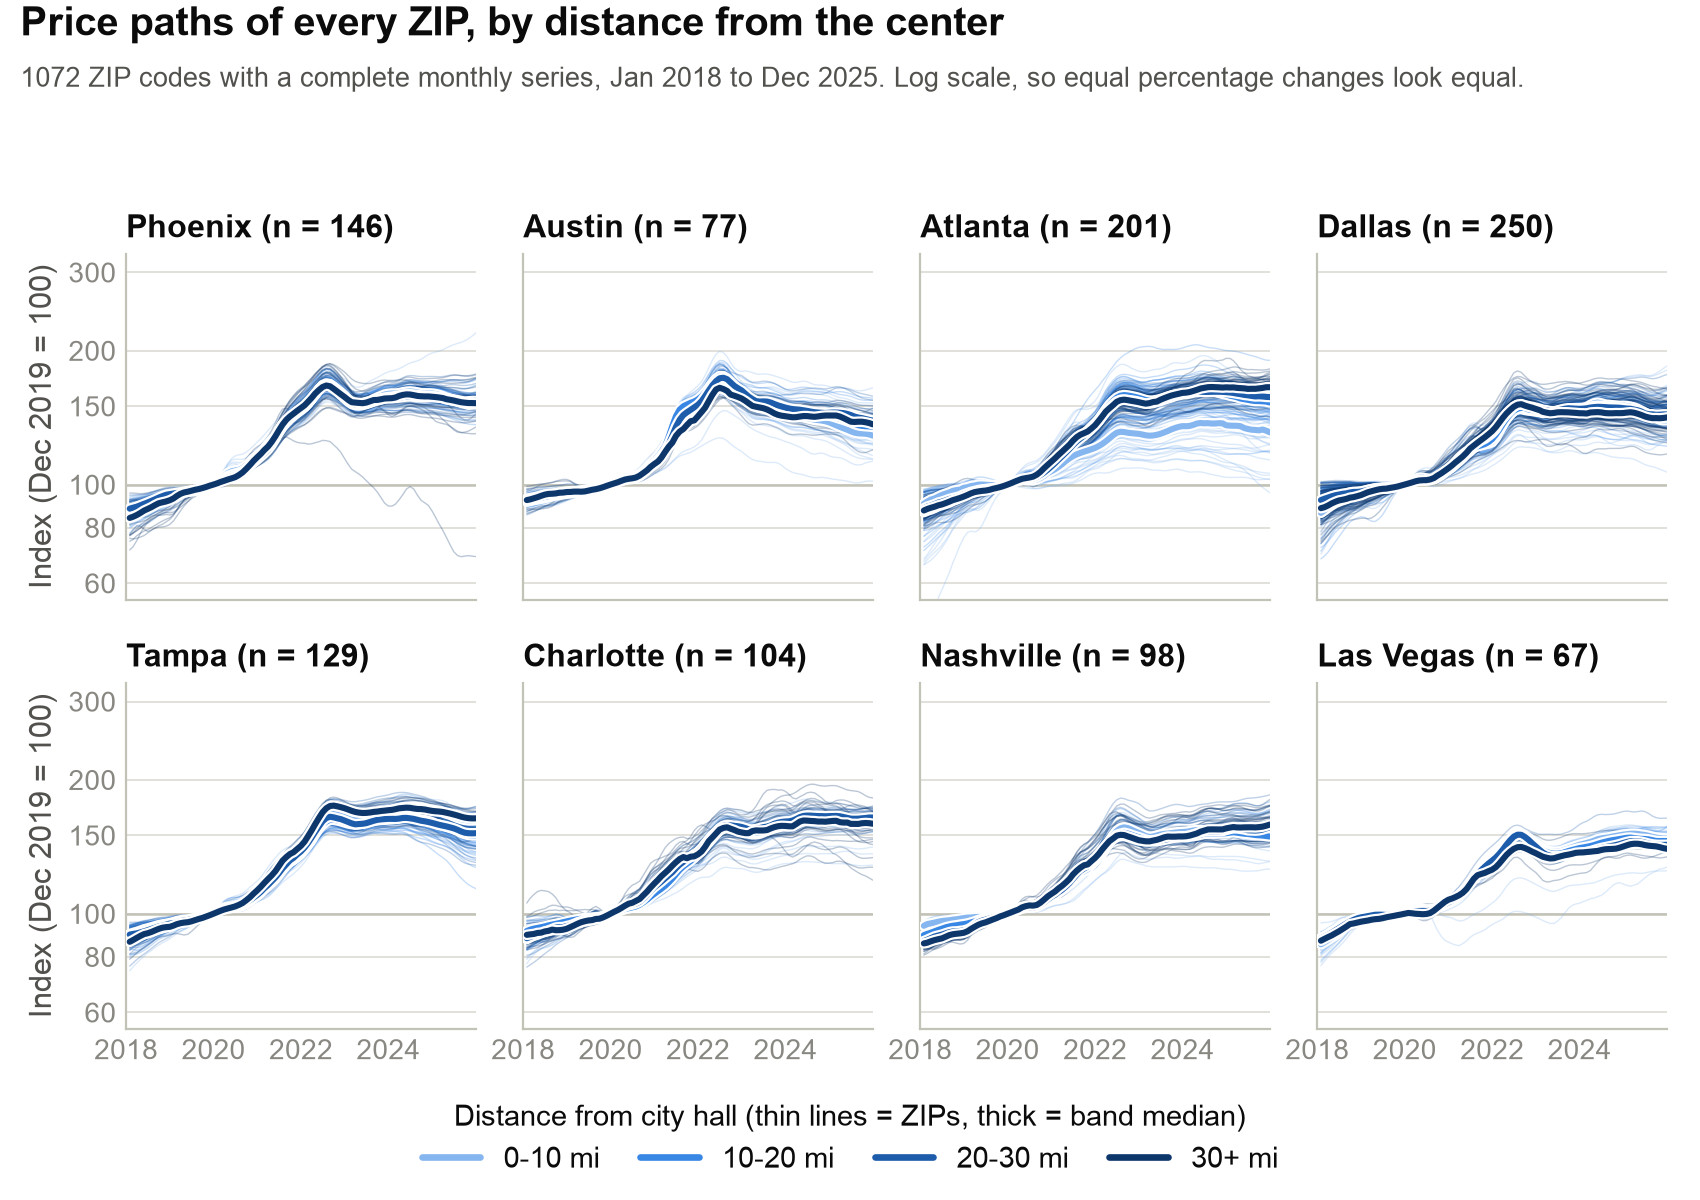 Price paths of every ZIP, by distance from the center
1072 ZIP codes with a complete monthly series, Jan 2018 to Dec 2025. Log scale, so equal percentage changes look equal.
Phoenix (n = 146)
Austin (n = 77)
Atlanta (n = 201)
Dallas (n = 250)
Index (Dec 2019 = 100)
300
200
150
100
80
60
Tampa (n = 129)
Charlotte (n = 104)
Nashville (n = 98)
Las Vegas (n = 67)
Index (Dec 2019 = 100)
300
200
150
100
80
60
2018 2020 2022 2024
2018 2020 2022 2024
2018 2020 2022 2024
2018 2020 2022 2024
Distance from city hall (thin lines = ZIPs, thick = band median)
0-10 mi 10-20 mi 20-30 mi 30+ mi